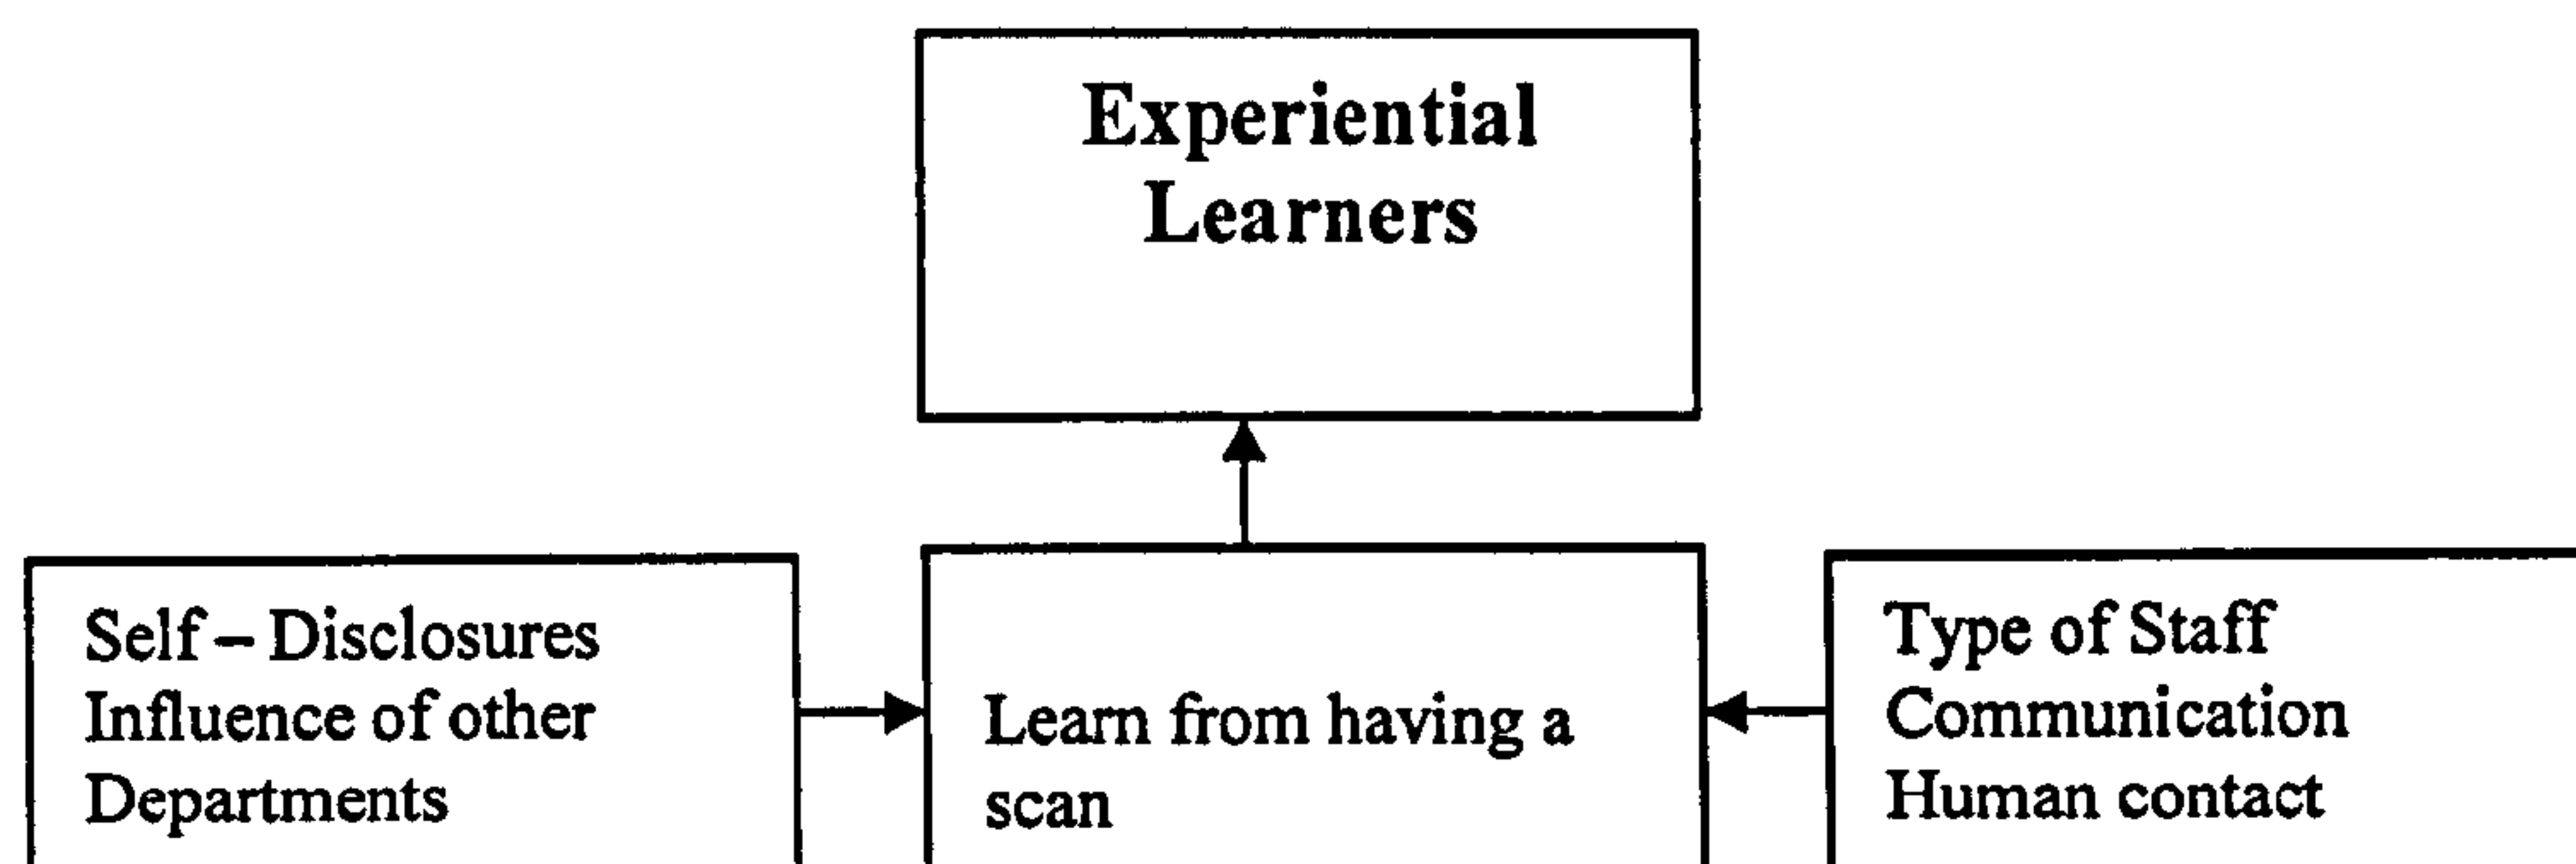 Experiential
Learners
Self – Disclosures
Influence of other
Departments
Learn from having a
scan
Type of Staff
Communication
Human contact